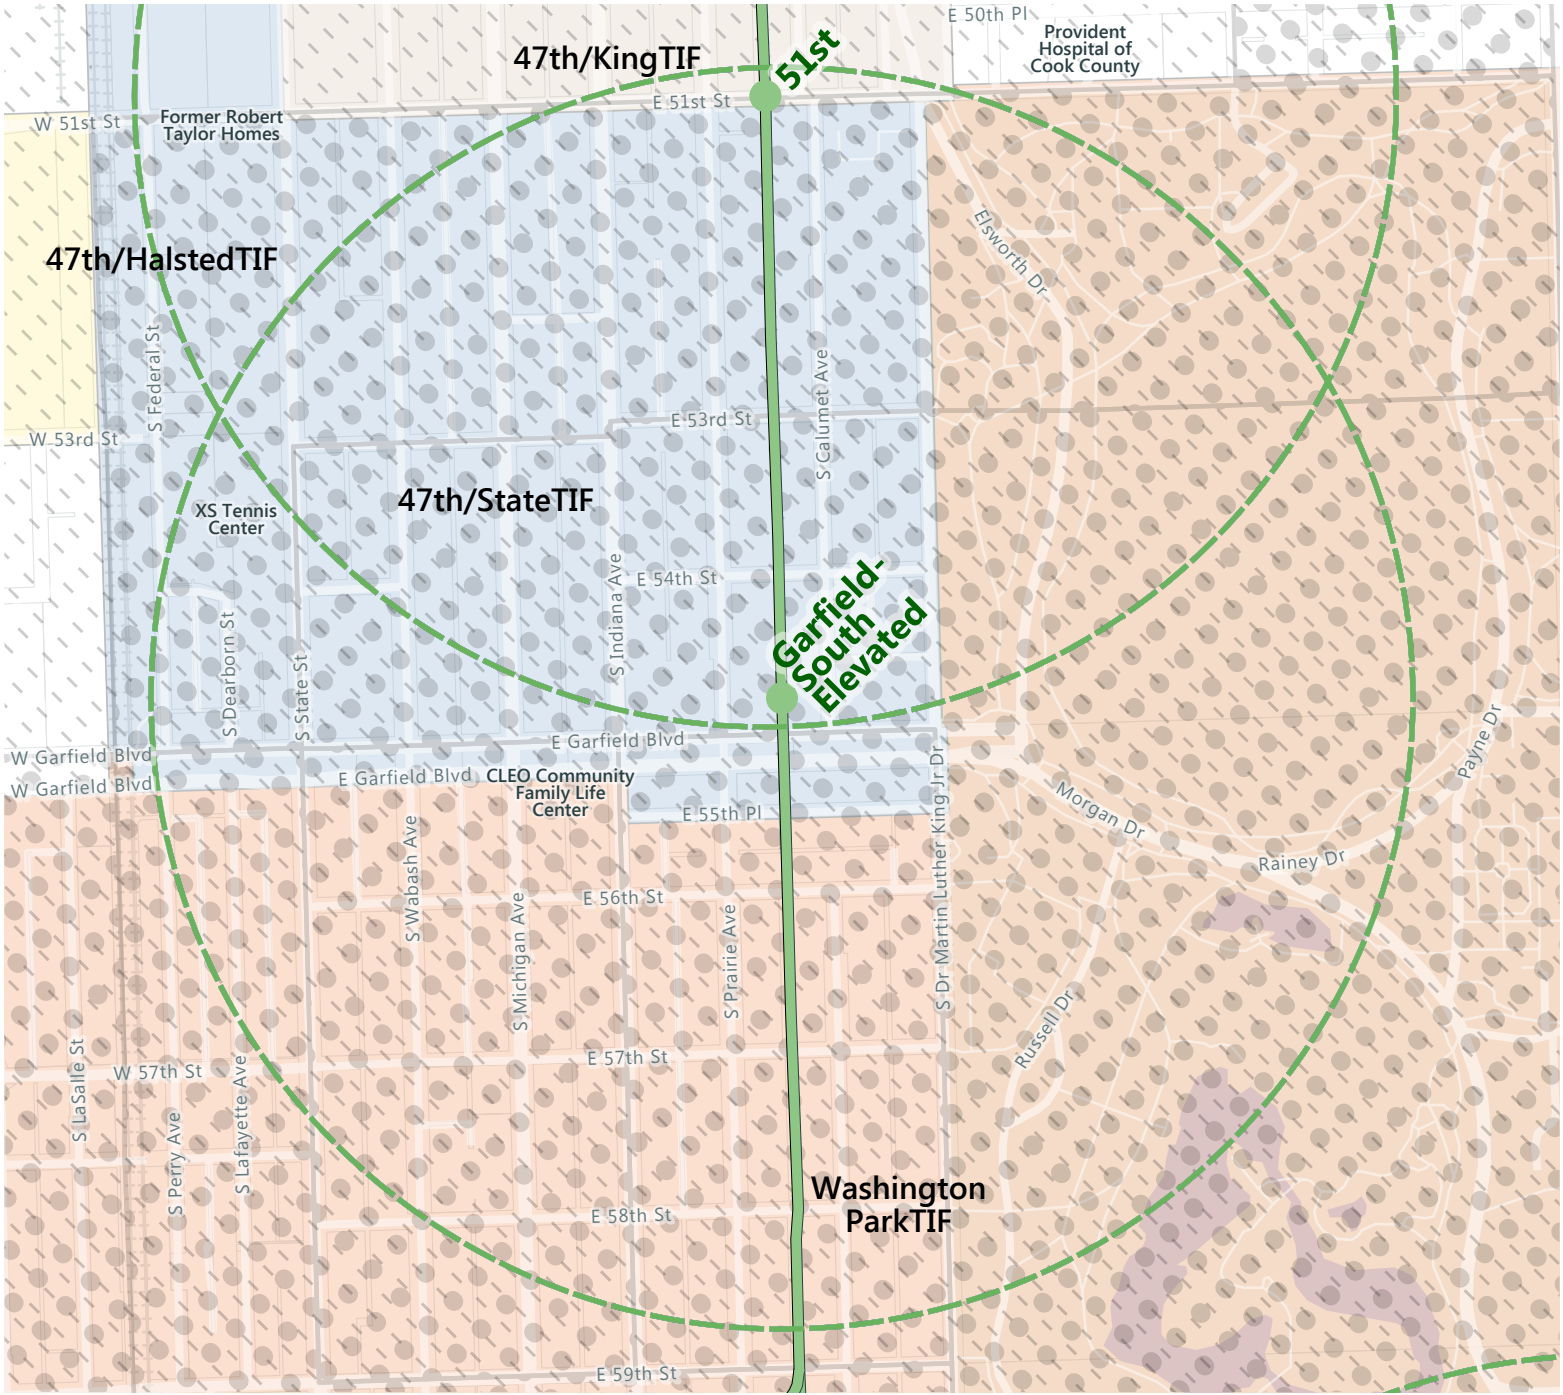 E 50th Pl
Provident
Hospital of
Cook County
47th/KingTIF
51st
E 51st St
W 51st St
Former Robert
Taylor Homes
47th/HalstedTIF
Elsworth Dr
S Federal St
S Calumet Ave
E 53rd St
W 53rd St
47th/StateTIF
XS Tennis
Center
E 54th St
S Indiana Ave
Garfield-
South
Elevated
S Dearborn St
S State St
E Garfield Blvd
W Garfield Blvd
W Garfield Blvd
E Garfield Blvd
CLEO Community
Family Life
Center
E 55th Pl
S Dr Martin Luther King Jr Dr
Payne Dr
Morgan Dr
Rainey Dr
S Wabash Ave
S Michigan Ave
E 56th St
S Prairie Ave
Russell Dr
E 57th St
W 57th St
S LaSalle St
S Perry Ave
S Lafayette Ave
Washington
ParkTIF
E 58th St
E 59th St